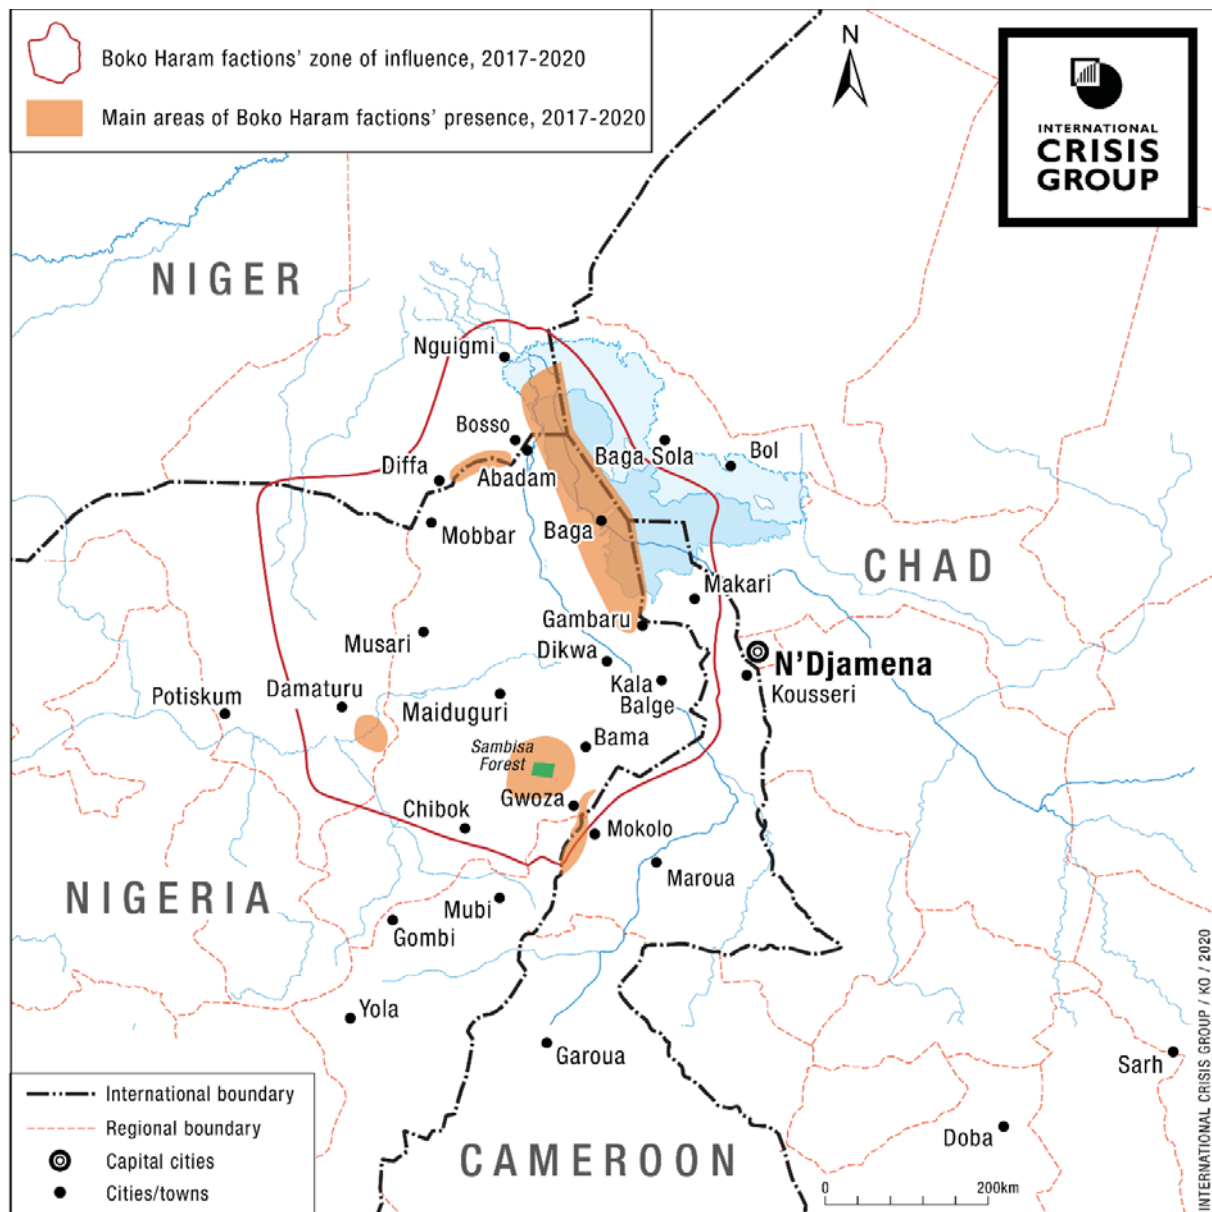 Boko Haram factions' zone of influence, 2017-2020
Main areas of Boko Haram factions' presence, 2017-2020
N
INTERNATIONAL
CRISIS
GROUP
NIGER
Nguigmi
Bosso
Baga Sola
Bol
Diffa
Abadam
Mobbar
Baga
CHAD
Makari
Gambaru
Musari
Dikwa
N'Djamena
Kala
Balge
Kousseri
Potiskum
Damaturu
Maiduguri
Bama
Sambisa
Forest
Gwoza
Chibok
Mokolo
Maroua
NIGERIA
Mubi
Gombi
Yola
Garoua
Sarh
Doba
CAMEROON
International boundary
Regional boundary
Capital cities
Cities/towns
0 200km
INTERNATIONAL CRISIS GROUP / KO / 2020